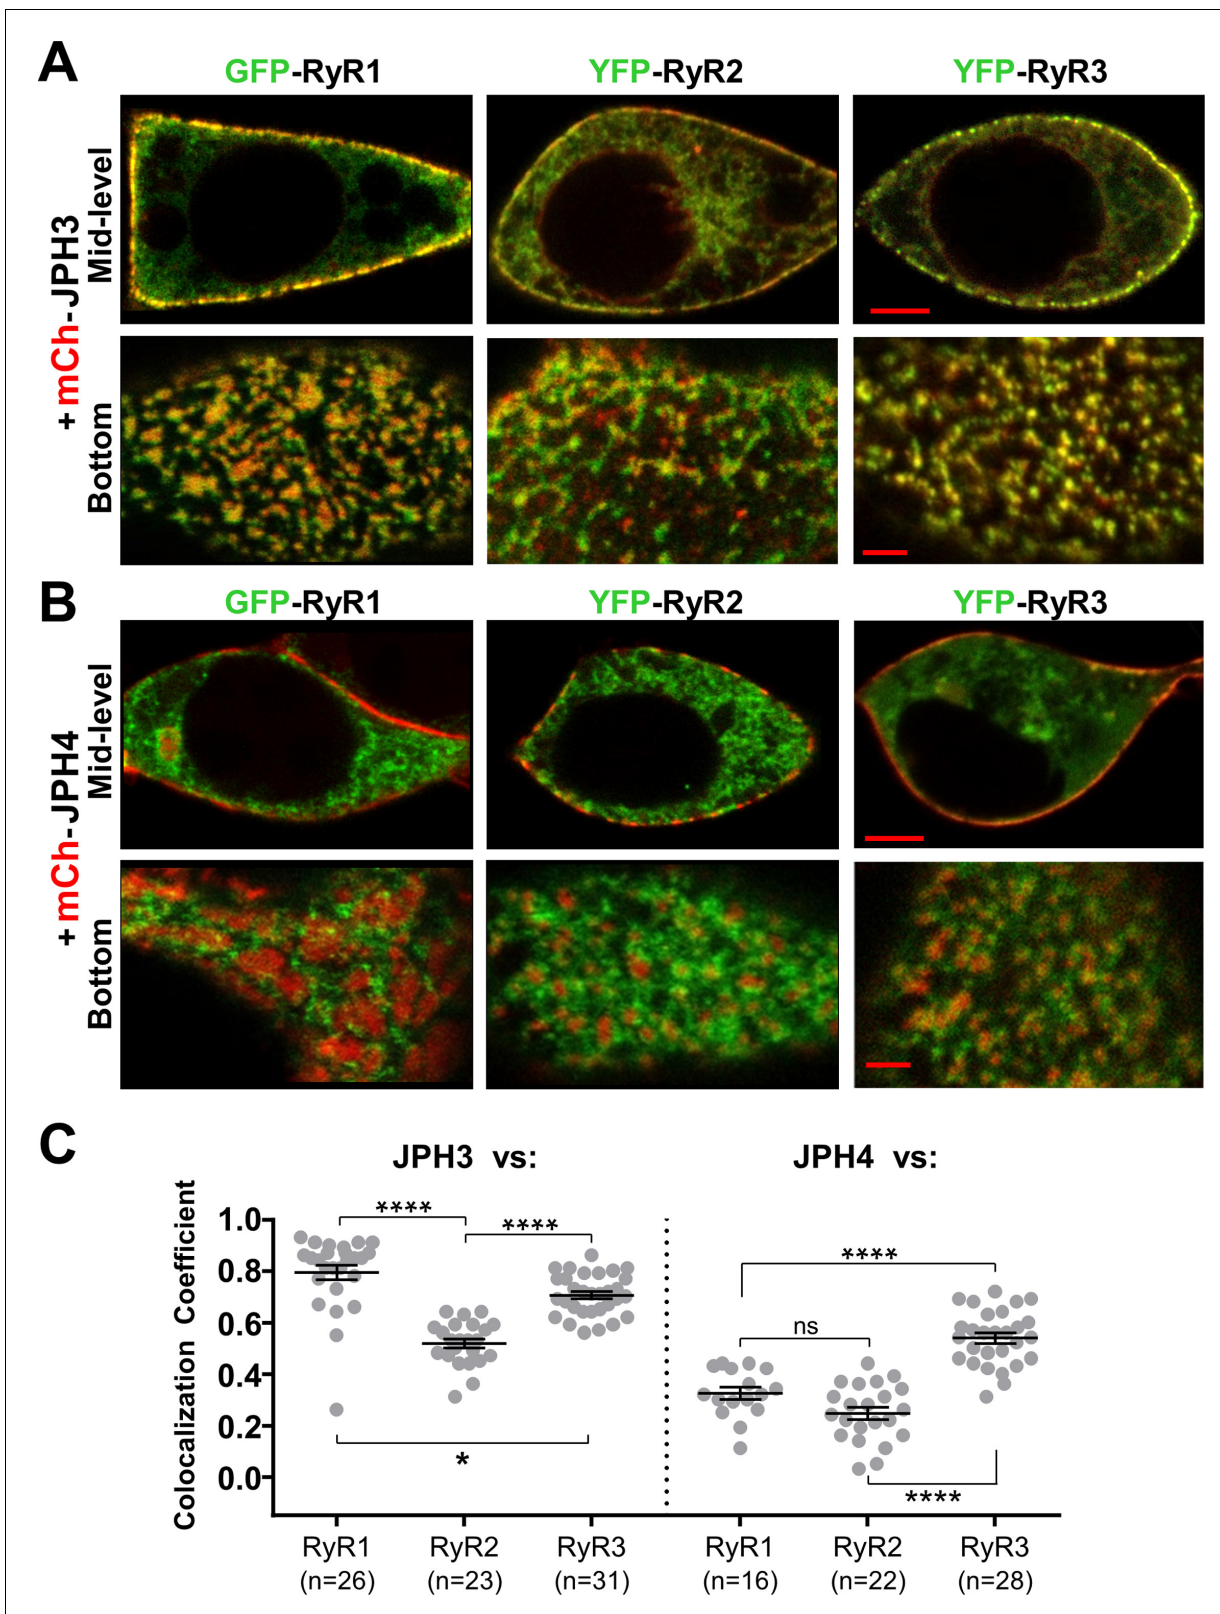 A
GFP-RyR1 YFP-RyR2 YFP-RyR3
+mCh-JPH3
Mid-level
Bottom
B
GFP-RyR1 YFP-RyR2 YFP-RyR3
+mCh-JPH4
Mid-level
Bottom
C
JPH3 vs: JPH4 vs:
Colocalization Coefficient
1.0
0.8
0.6
0.4
0.2
0.0
**** ****
*
****
ns
****
RyR1 RyR2 RyR3 RyR1 RyR2 RyR3
(n=26) (n=23) (n=31) (n=16) (n=22) (n=28)